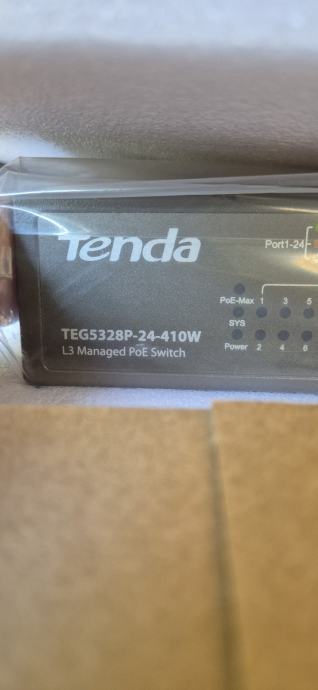 Tenda
Port1-24
PoE-Max 1 3 5
SYS
Power 2 4 6
TEG5328P-24-410W
L3 Managed PoE Switch